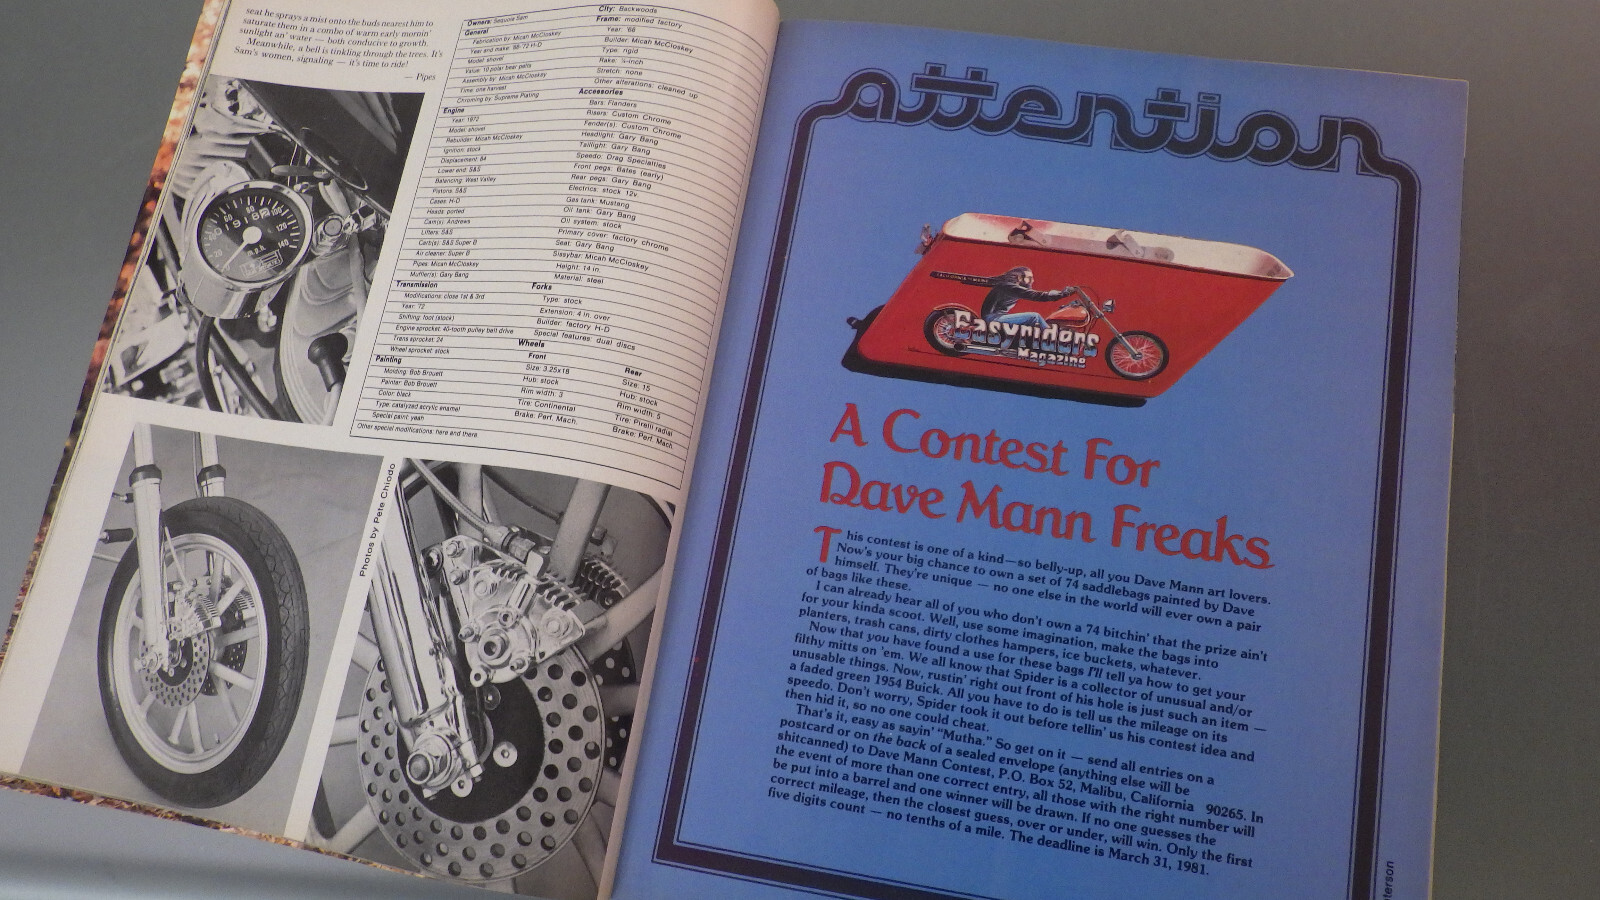 seat he sprays a mist onto the buds nearest him to
saturate them in a combo of warm early mornin'
sunlight an' water — both conducive to growth.
Meanwhile, a bell is tinkling through the trees. It's
Sam's women, signaling — it's time to ride!
— Pipes
Owners: Sequoia Sam
General
Fabrication by: Micah McCloskey
Year and make: '68-'72 H-D
Model: shovel
Value: 10 polar bear pelts
Assembly by: Micah McCloskey
Time: one harvest
Chroming by: Supreme Plating
Engine
Year: 1972
Model: shovel
Rebuilder: Micah McCloskey
Ignition: stock
Displacement: 84
Lower end: S&S
Balancing: West Valley
Pistons: S&S
Cases: H-D
Heads: ported
Cam(s): Andrews
Lifters: S&S
Carb(s): S&S Super B
Air cleaner: Super B
Pipes: Micah McCloskey
Muffler(s): Gary Bang
Transmission
Modifications: close 1st & 3rd
Year: '72
Shifting: foot (stock)
Engine sprocket: 40-tooth pulley belt drive
Trans sprocket: 24
Wheel sprocket: stock
Painting
Molding: Bob Brouett
Painter: Bob Brouett
Color: black
Type: catalyzed acrylic enamel
Special paint: yeah
Other special modifications: here and there
City: Backwoods
Frame: modified factory
Year: '68
Builder: Micah McCloskey
Type: rigid
Rake: ¼-inch
Stretch: none
Other alterations: cleaned up
Accessories
Bars: Flanders
Risers: Custom Chrome
Fender(s): Custom Chrome
Headlight: Gary Bang
Taillight: Gary Bang
Speedo: Drag Specialties
Front pegs: Bates (early)
Rear pegs: Gary Bang
Electrics: stock 12v.
Gas tank: Mustang
Oil tank: Gary Bang
Oil system: stock
Primary cover: factory chrome
Seat: Gary Bang
Sissybar: Micah McCloskey
Height: 14 in.
Material: steel
Forks
Type: stock
Extension: 4 in. over
Builder: factory H-D
Special features: dual discs
Wheels
Front
Size: 3.25x18
Hub: stock
Rim width: 3
Tire: Continental
Brake: Perf. Mach.
Rear
Size: 15
Hub: stock
Rim width: 5
Tire: Pirelli radial
Brake: Perf. Mach.
20
60
80
100
120
140
m.p.h.
Photos by Pete Chiodo
attention
Easyriders
Magazine
A Contest For
Dave Mann Freaks
This contest is one of a kind—so belly-up, all you Dave Mann art lovers.
Now's your big chance to own a set of 74 saddlebags painted by Dave
himself. They're unique — no one else in the world will ever own a pair
of bags like these.
I can already hear all of you who don't own a 74 bitchin' that the prize ain't
for your kinda scoot. Well, use some imagination, make the bags into
planters, trash cans, dirty clothes hampers, ice buckets, whatever.
Now that you have found a use for these bags I'll tell ya how to get your
filthy mitts on 'em. We all know that Spider is a collector of unusual and/or
unusable things. Now, rustin' right out front of his hole is just such an item —
a faded green 1954 Buick. All you have to do is tell us the mileage on its
speedo. Don't worry, Spider took it out before tellin' us his contest idea and
then hid it, so no one could cheat.
That's it, easy as sayin' "Mutha." So get on it — send all entries on a
postcard or on the back of a sealed envelope (anything else will be
shitcanned) to Dave Mann Contest, P.O. Box 52, Malibu, California 90265. In
the event of more than one correct entry, all those with the right number will
be put into a barrel and one winner will be drawn. If no one guesses the
correct mileage, then the closest guess, over or under, will win. Only the first
five digits count — no tenths of a mile. The deadline is March 31, 1981.